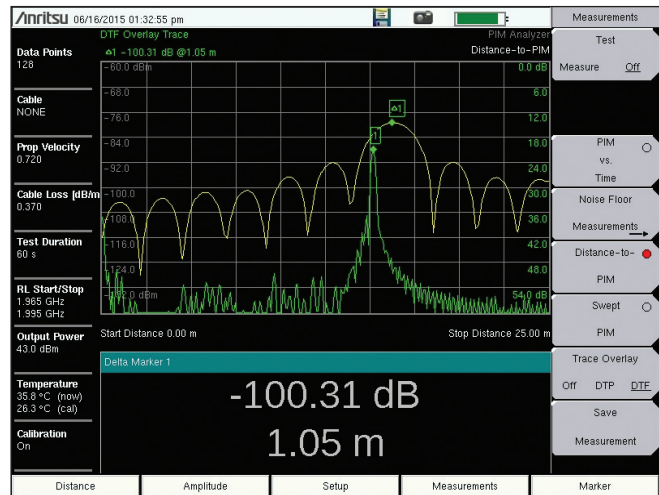 Anritsu 06/16/2015 01:32:55 pm
Measurements
DTF Overlay Trace
PIM Analyzer
Δ1 -100.31 dB @1.05 m
Distance-to-PIM
Data Points
128
Cable
NONE
Prop Velocity
0.720
Cable Loss [dB/m
0.370
Test Duration
60 s
RL Start/Stop
1.965 GHz
1.995 GHz
Output Power
43.0 dBm
Temperature
35.8 °C (now)
26.3 °C (cal)
Calibration
On
-60.0 dBm
-68.0
-76.0
-84.0
-92.0
-100.0
-108.0
-116.0
-124.0
-132.0 dBm
0.0 dB
6.0
12.0
18.0
24.0
30.0
36.0
42.0
48.0
54.0 dB
Δ1
1
Start Distance 0.00 m
Stop Distance 25.00 m
Delta Marker 1
-100.31 dB
1.05 m
Test
Measure Off
PIM
vs.
Time
Noise Floor
Measurements
Distance-to-
PIM
Swept
PIM
Trace Overlay
Off DTP DTF
Save
Measurement
Distance
Amplitude
Setup
Measurements
Marker